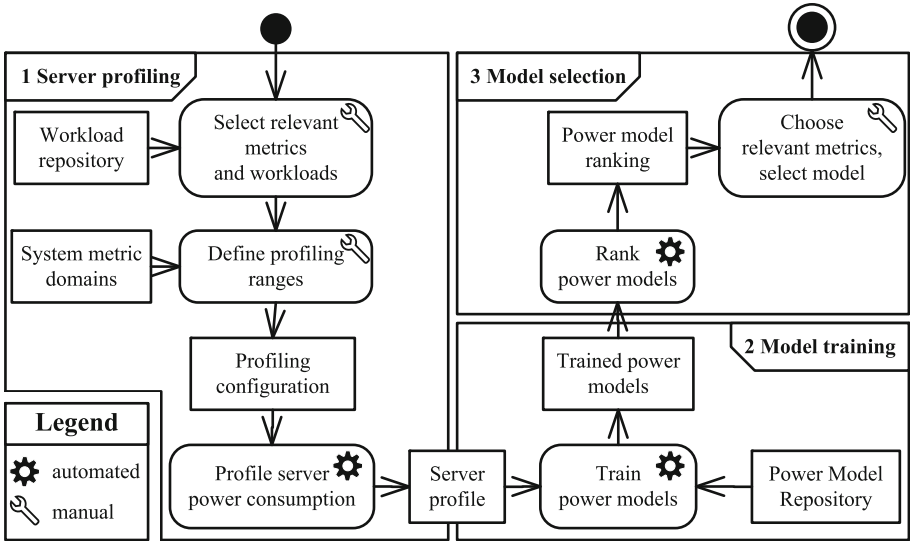 1 Server profiling
Select relevant
metrics
and workloads
Workload
repository
Define profiling
ranges
System metric
domains
Profiling
configuration
Profile server
power consumption
Server
profile
Legend
automated
manual
3 Model selection
Power model
ranking
Choose
relevant metrics,
select model
Rank
power models
2 Model training
Trained power
models
Train
power models
Power Model
Repository